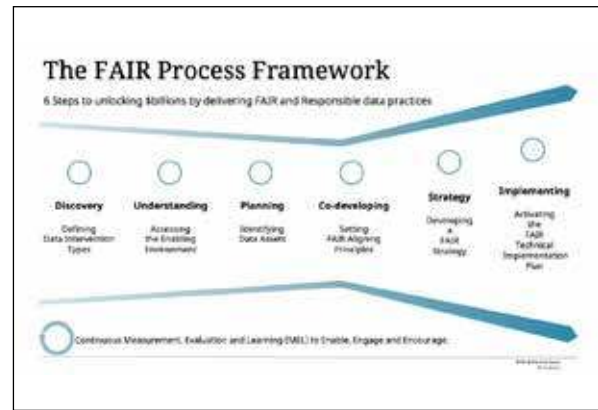 The FAIR Process Framework
6 Steps to unlocking $billions by delivering FAIR and Responsible data practices
Discovery
Defining
Data Intervention
Types
Understanding
Assessing
the Enabling
Environment
Planning
Identifying
Data Assets
Co-developing
Setting
FAIR Aligning
Principles
Strategy
Developing
a
FAIR
Strategy
Implementing
Activating
the
FAIR
Technical
Implementation
Plan
Continuous Measurement, Evaluation and Learning (MEL) to Enable, Engage and Encourage.